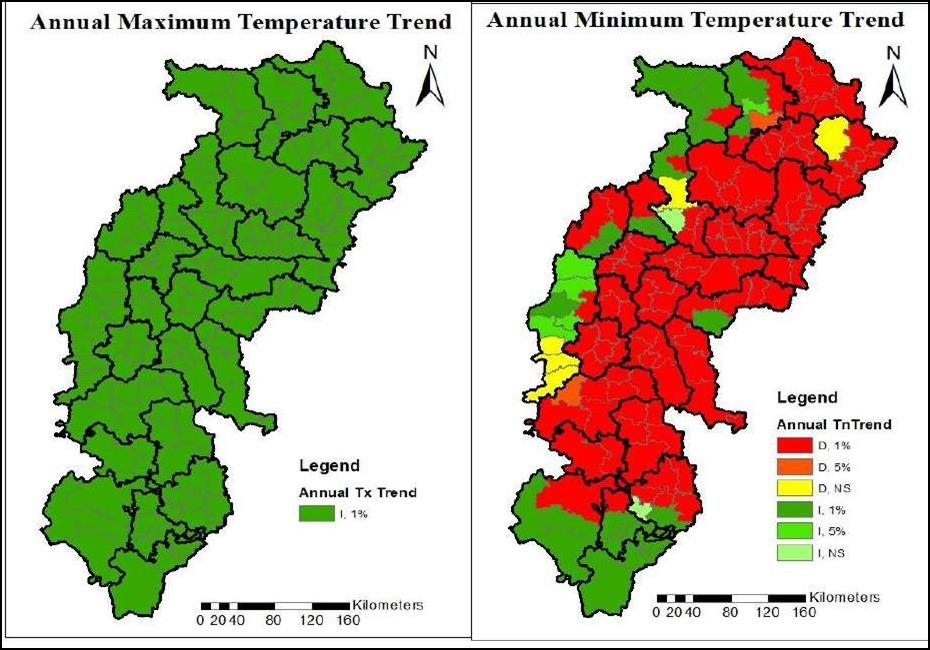 Annual Maximum Temperature Trend
N
Legend
Annual Tx Trend
I, 1%
Kilometers
0 20 40 80 120 160
Annual Minimum Temperature Trend
N
Legend
Annual TnTrend
D, 1%
D, 5%
D, NS
I, 1%
I, 5%
I, NS
Kilometers
0 20 40 80 120 160